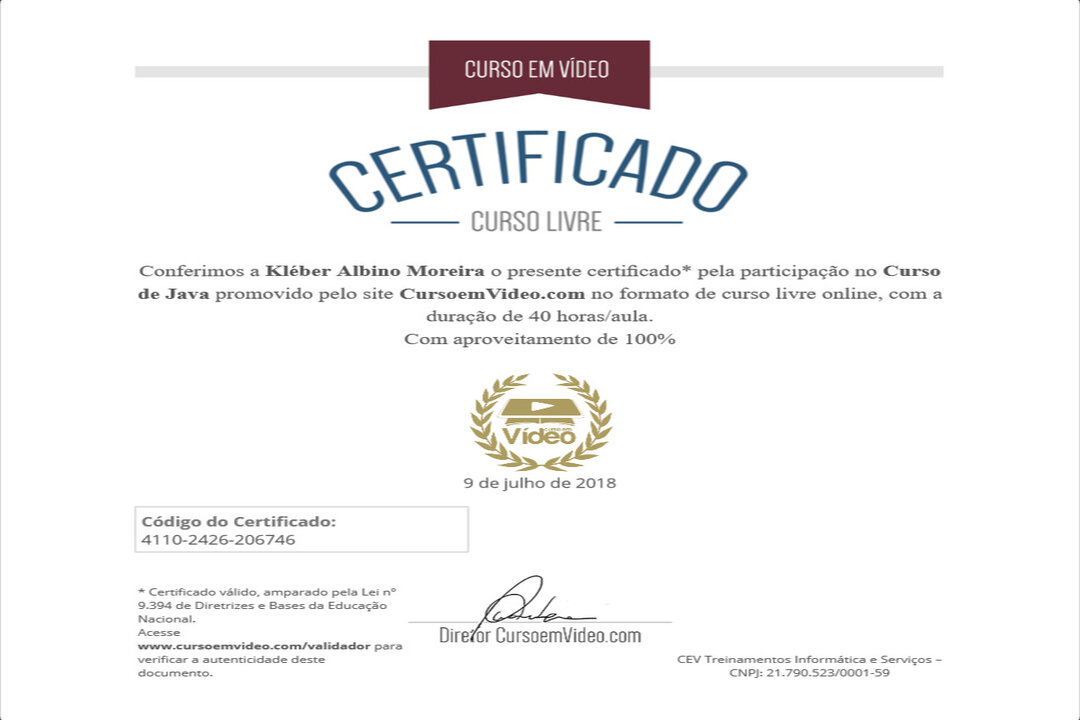 CURSO EM VÍDEO
CERTIFICADO
CURSO LIVRE
Conferimos a Kléber Albino Moreira o presente certificado* pela participação no Curso
de Java promovido pelo site CursoemVideo.com no formato de curso livre online, com a
duração de 40 horas/aula.
Com aproveitamento de 100%
Vídeo
9 de julho de 2018
Código do Certificado:
4110-2426-206746
* Certificado válido, amparado pela Lei nº
9.394 de Diretrizes e Bases da Educação
Nacional.
Acesse
www.cursoemvideo.com/validador para
verificar a autenticidade deste
documento.
Diretor CursoemVideo.com
CEV Treinamentos Informática e Serviços –
CNPJ: 21.790.523/0001-59